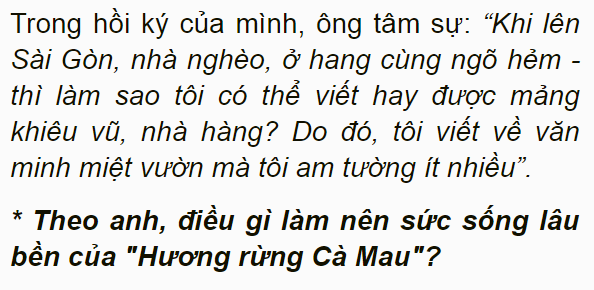 Trong hồi ký của mình, ông tâm sự: “Khi lên
Sài Gòn, nhà nghèo, ở hang cùng ngõ hẻm -
thì làm sao tôi có thể viết hay được mảng
khiêu vũ, nhà hàng? Do đó, tôi viết về văn
minh miệt vườn mà tôi am tường ít nhiều”.
* Theo anh, điều gì làm nên sức sống lâu
bền của "Hương rừng Cà Mau"?